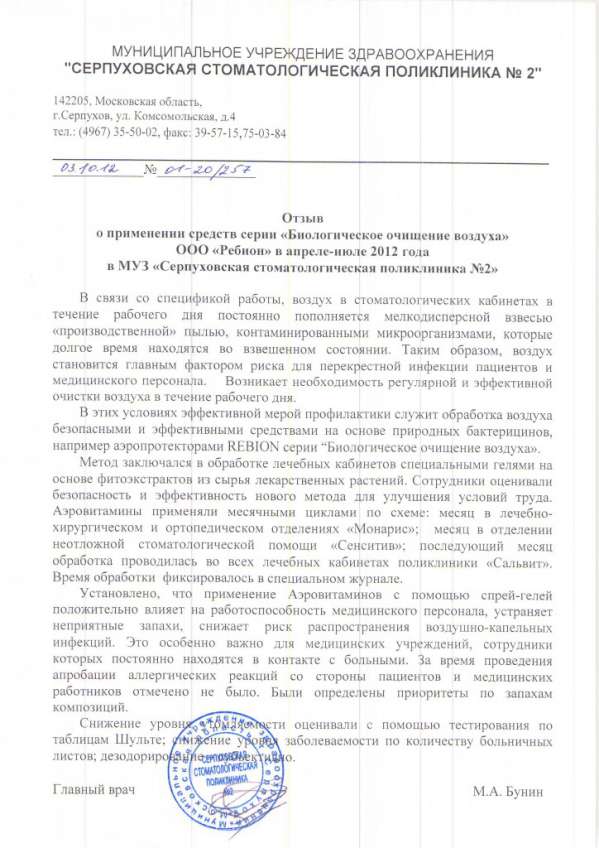 МУНИЦИПАЛЬНОЕ УЧРЕЖДЕНИЕ ЗДРАВООХРАНЕНИЯ
"СЕРПУХОВСКАЯ СТОМАТОЛОГИЧЕСКАЯ ПОЛИКЛИНИКА № 2"
142205, Московская область,
г.Серпухов, ул. Комсомольская, д.4
тел.: (4967) 35-50-02, факс: 39-57-15,75-03-84
03.10.12 № 01-20/257
Отзыв
о применении средств серии «Биологическое очищение воздуха»
ООО «Ребион» в апреле-июле 2012 года
в МУЗ «Серпуховская стоматологическая поликлиника №2»
В связи со спецификой работы, воздух в стоматологических кабинетах в
течение рабочего дня постоянно пополняется мелкодисперсной взвесью
«производственной» пылью, контаминированными микроорганизмами, которые
долгое время находятся во взвешенном состоянии. Таким образом, воздух
становится главным фактором риска для перекрестной инфекции пациентов и
медицинского персонала. Возникает необходимость регулярной и эффективной
очистки воздуха в течение рабочего дня.
В этих условиях эффективной мерой профилактики служит обработка воздуха
безопасными и эффективными средствами на основе природных бактерицинов,
например аэропротекторами REBION серии “Биологическое очищение воздуха».
Метод заключался в обработке лечебных кабинетов специальными гелями на
основе фитоэкстрактов из сырья лекарственных растений. Сотрудники оценивали
безопасность и эффективность нового метода для улучшения условий труда.
Аэровитамины применяли месячными циклами по схеме: месяц в лечебно-
хирургическом и ортопедическом отделениях «Монарис»; месяц в отделении
неотложной стоматологической помощи «Сенситив»; последующий месяц
обработка проводилась во всех лечебных кабинетах поликлиники «Сальвит».
Время обработки фиксировалось в специальном журнале.
Установлено, что применение Аэровитаминов с помощью спрей-гелей
положительно влияет на работоспособность медицинского персонала, устраняет
неприятные запахи, снижает риск распространения воздушно-капельных
инфекций. Это особенно важно для медицинских учреждений, сотрудники
которых постоянно находятся в контакте с больными. За время проведения
апробации аллергических реакций со стороны пациентов и медицинских
работников отмечено не было. Были определены приоритеты по запахам
композиций.
Снижение уровня утомляемости оценивали с помощью тестирования по
таблицам Шульте; снижение уровня заболеваемости по количеству больничных
листов; дезодорирование - субъективно.
СЕРПУХОВСКАЯ
СТОМАТОЛОГИЧЕСКАЯ
ПОЛИКЛИНИКА
№2
Главный врач М.А. Бунин